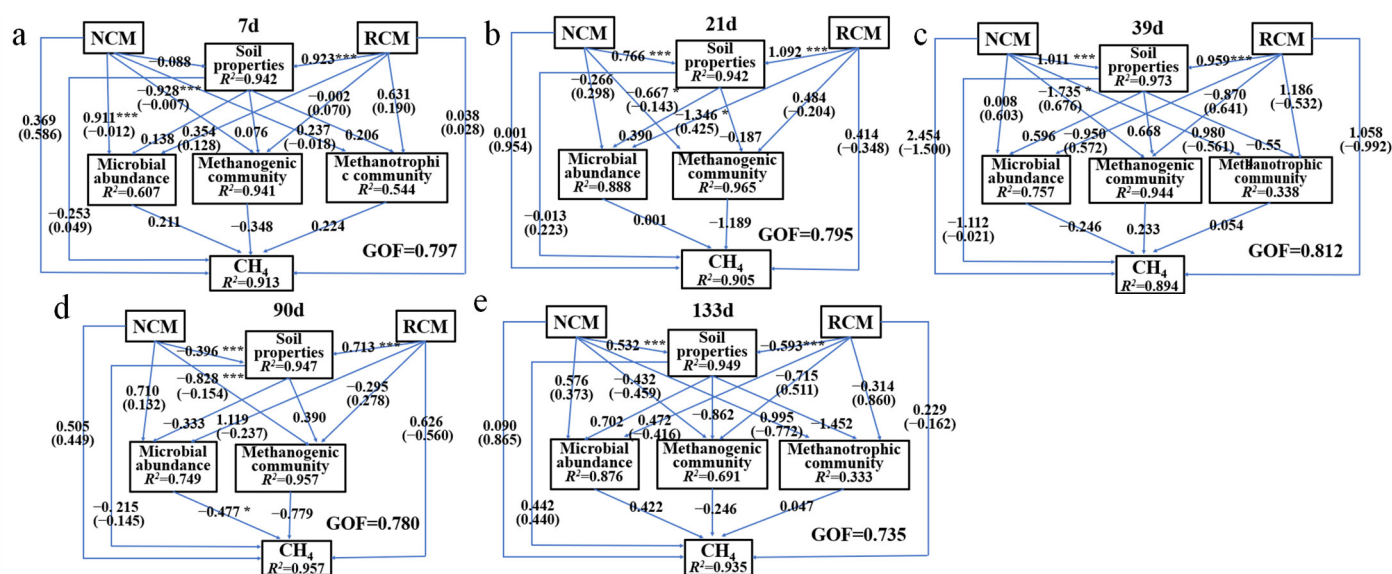 a
7d
NCM
RCM
Soil
properties
R²=0.942
−0.088
0.923***
−0.928***
(−0.007)
−0.002
(0.070)
0.631
(0.190)
0.369
(0.586)
0.911***
(−0.012)
0.138
0.354
(0.128)
0.076
0.237
(−0.018)
0.206
0.038
(0.028)
Microbial
abundance
R²=0.607
Methanogenic
community
R²=0.941
Methanotrophi
c community
R²=0.544
−0.253
(0.049)
0.211
−0.348
0.224
GOF=0.797
CH₄
R²=0.913
b
21d
NCM
RCM
Soil
properties
R²=0.942
0.766 ***
1.092 ***
−0.266
(0.298)
−0.667 *
(−0.143)
−1.346 *
(0.425)
0.484
(−0.204)
0.001
(0.954)
0.390
−0.187
0.414
(−0.348)
Microbial
abundance
R²=0.888
Methanogenic
community
R²=0.965
−0.013
(0.223)
0.001
−1.189
GOF=0.795
CH₄
R²=0.905
c
39d
NCM
RCM
Soil
properties
R²=0.973
1.011 ***
0.959***
0.008
(0.603)
−1.735 *
(0.676)
−0.870
(0.641)
1.186
(−0.532)
2.454
(−1.500)
0.596
−0.950
(0.572)
0.668
0.980
(−0.561)
−0.55
1.058
(−0.992)
Microbial
abundance
R²=0.757
Methanogenic
community
R²=0.944
Methanotrophic
community
R²=0.338
−1.112
(−0.021)
−0.246
0.233
0.054
GOF=0.812
CH₄
R²=0.894
d
90d
NCM
RCM
Soil
properties
R²=0.947
−0.396 ***
0.713 ***
0.710
(0.132)
−0.828 ***
(−0.154)
−0.295
(0.278)
0.505
(0.449)
−0.333
1.119
(−0.237)
0.390
0.626
(−0.560)
Microbial
abundance
R²=0.749
Methanogenic
community
R²=0.957
−0.215
(−0.145)
−0.477 *
−0.779
GOF=0.780
CH₄
R²=0.957
e
133d
NCM
RCM
Soil
properties
R²=0.949
0.532 ***
−0.593***
0.576
(0.373)
−0.432
(−0.459)
−0.715
(0.511)
−0.314
(0.860)
0.090
(0.865)
0.702
0.472
(−0.416)
−0.862
0.995
(−0.772)
−1.452
0.229
(−0.162)
Microbial
abundance
R²=0.876
Methanogenic
community
R²=0.691
Methanotrophic
community
R²=0.333
0.442
(0.440)
0.422
−0.246
0.047
GOF=0.735
CH₄
R²=0.935